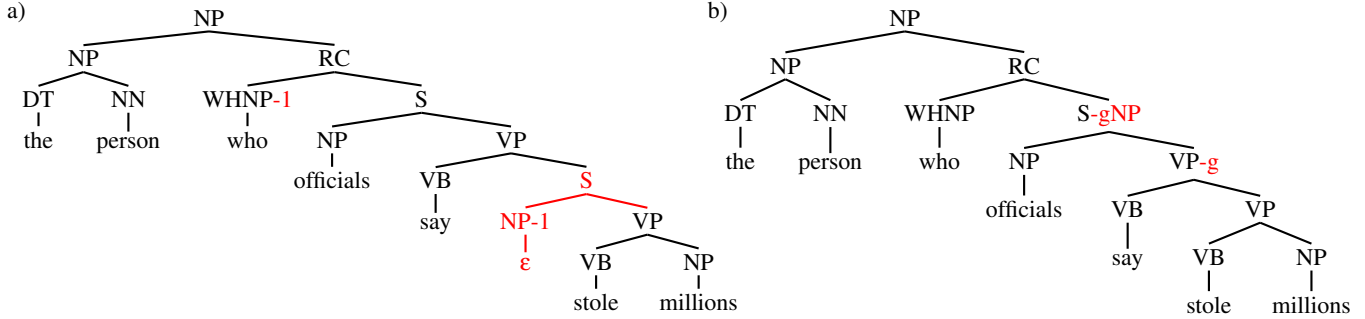 a) NP b) NP
NP RC NP RC
DT NN WHNP-1 S DT NN WHNP S-gNP
the person who NP VP the person who NP VP-g
officials VB S officials VB VP
say NP-1 VP say VB NP
ε VB NP stole millions
stole millions